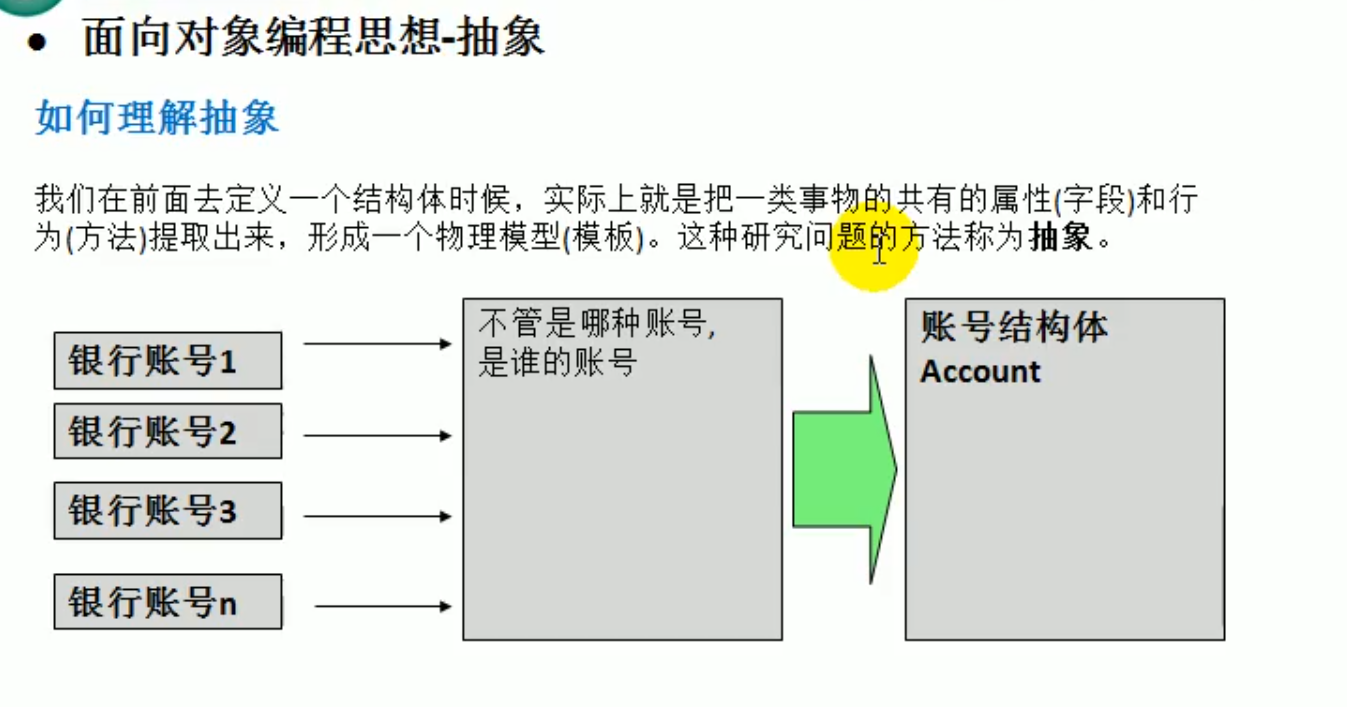 ● 面向对象编程思想-抽象
如何理解抽象
我们在前面去定义一个结构体时候，实际上就是把一类事物的共有的属性(字段)和行
为(方法)提取出来，形成一个物理模型(模板)。这种研究问题的方法称为抽象。
银行账号1
银行账号2
银行账号3
银行账号n
不管是哪种账号,
是谁的账号
账号结构体
Account